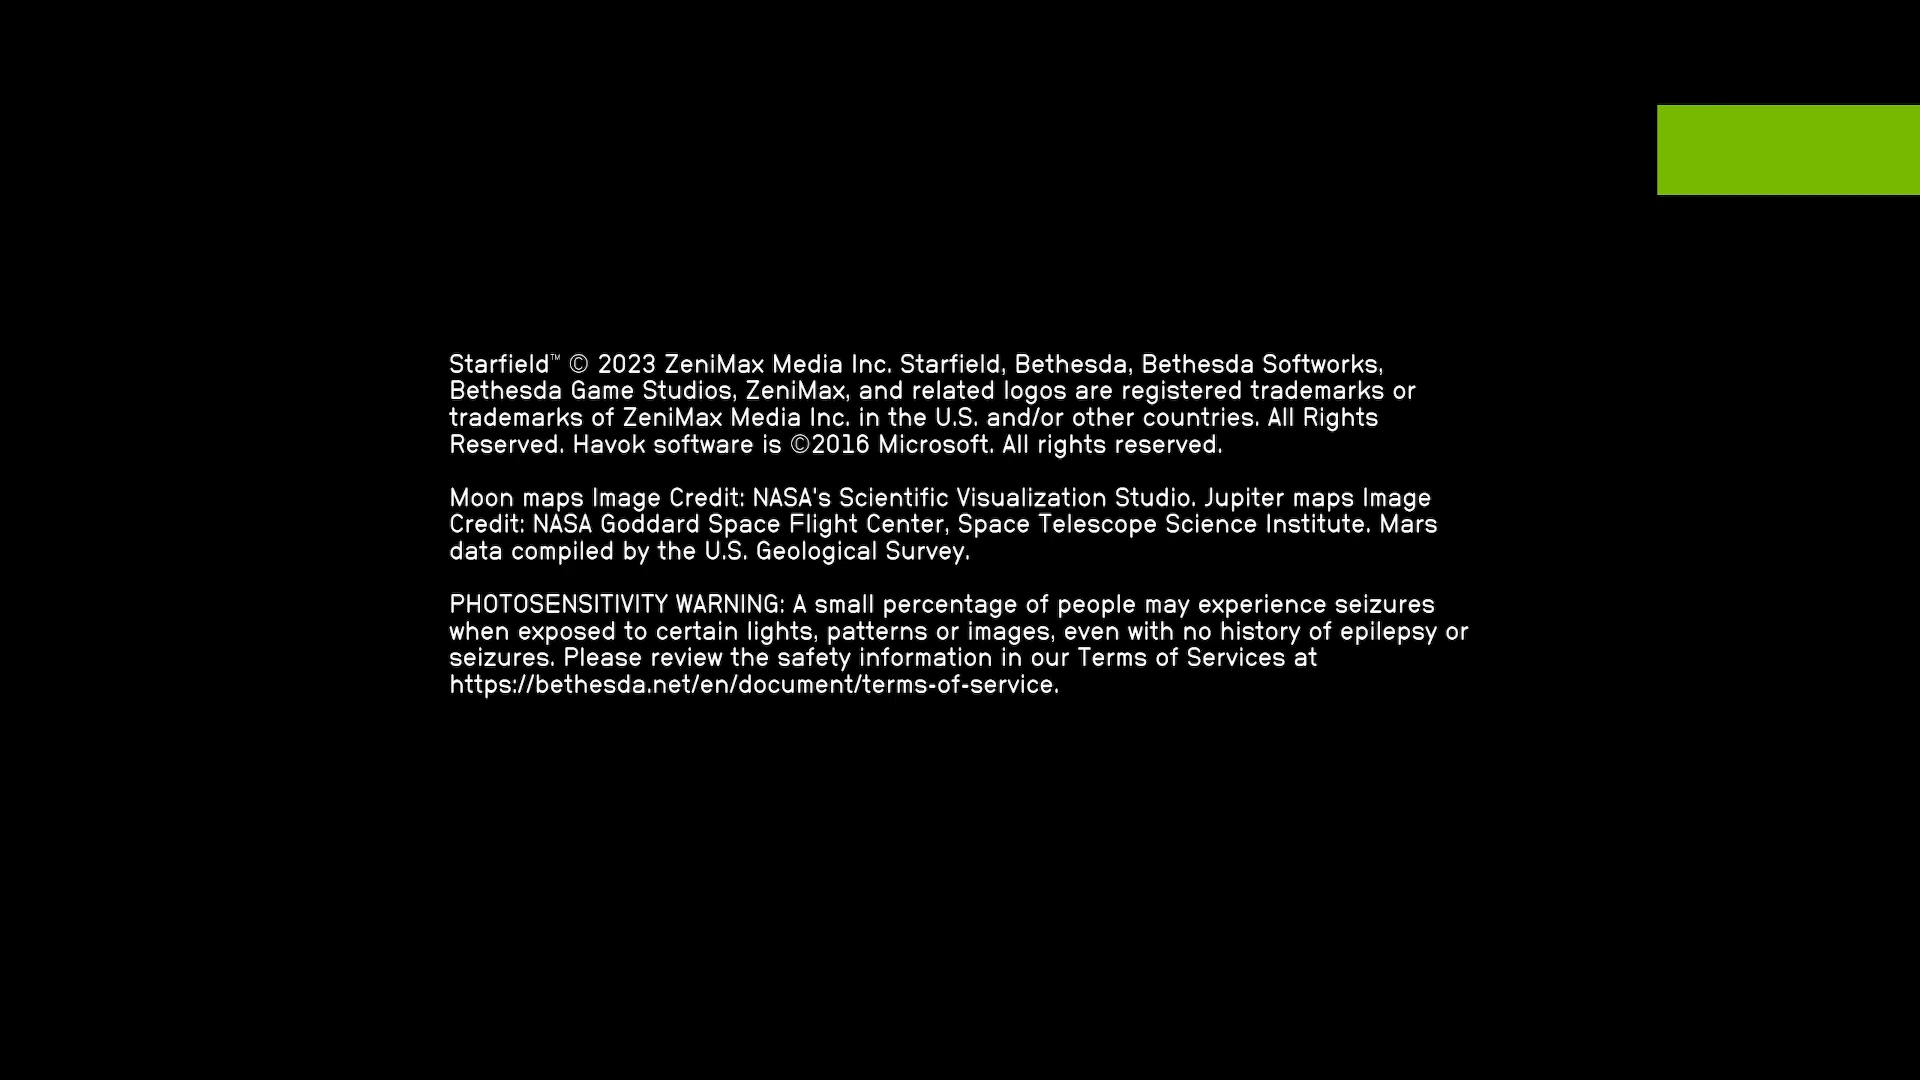 Starfield™ © 2023 ZeniMax Media Inc. Starfield, Bethesda, Bethesda Softworks,
Bethesda Game Studios, ZeniMax, and related logos are registered trademarks or
trademarks of ZeniMax Media Inc. in the U.S. and/or other countries. All Rights
Reserved. Havok software is ©2016 Microsoft. All rights reserved.
Moon maps Image Credit: NASA's Scientific Visualization Studio. Jupiter maps Image
Credit: NASA Goddard Space Flight Center, Space Telescope Science Institute. Mars
data compiled by the U.S. Geological Survey.
PHOTOSENSITIVITY WARNING: A small percentage of people may experience seizures
when exposed to certain lights, patterns or images, even with no history of epilepsy or
seizures. Please review the safety information in our Terms of Services at
https://bethesda.net/en/document/terms-of-service.